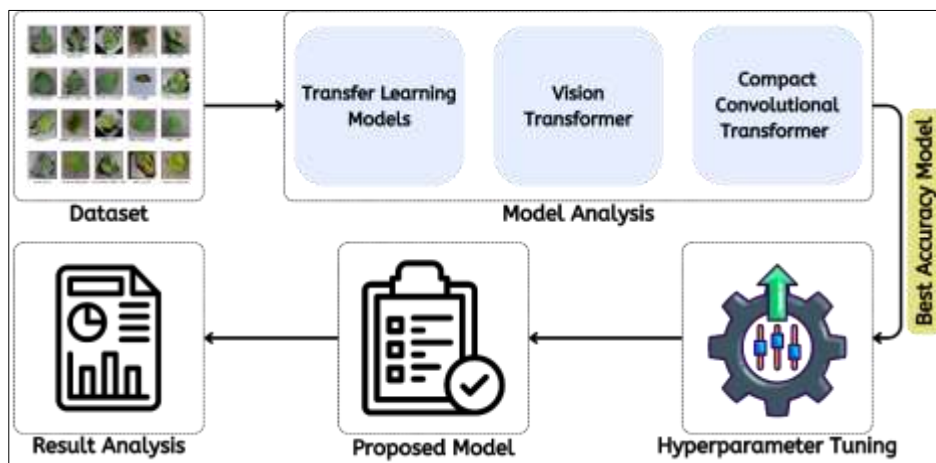 Dataset
Transfer Learning
Models
Vision
Transformer
Compact
Convolutional
Transformer
Model Analysis
Best Accuracy Model
Result Analysis
Proposed Model
Hyperparameter Tuning